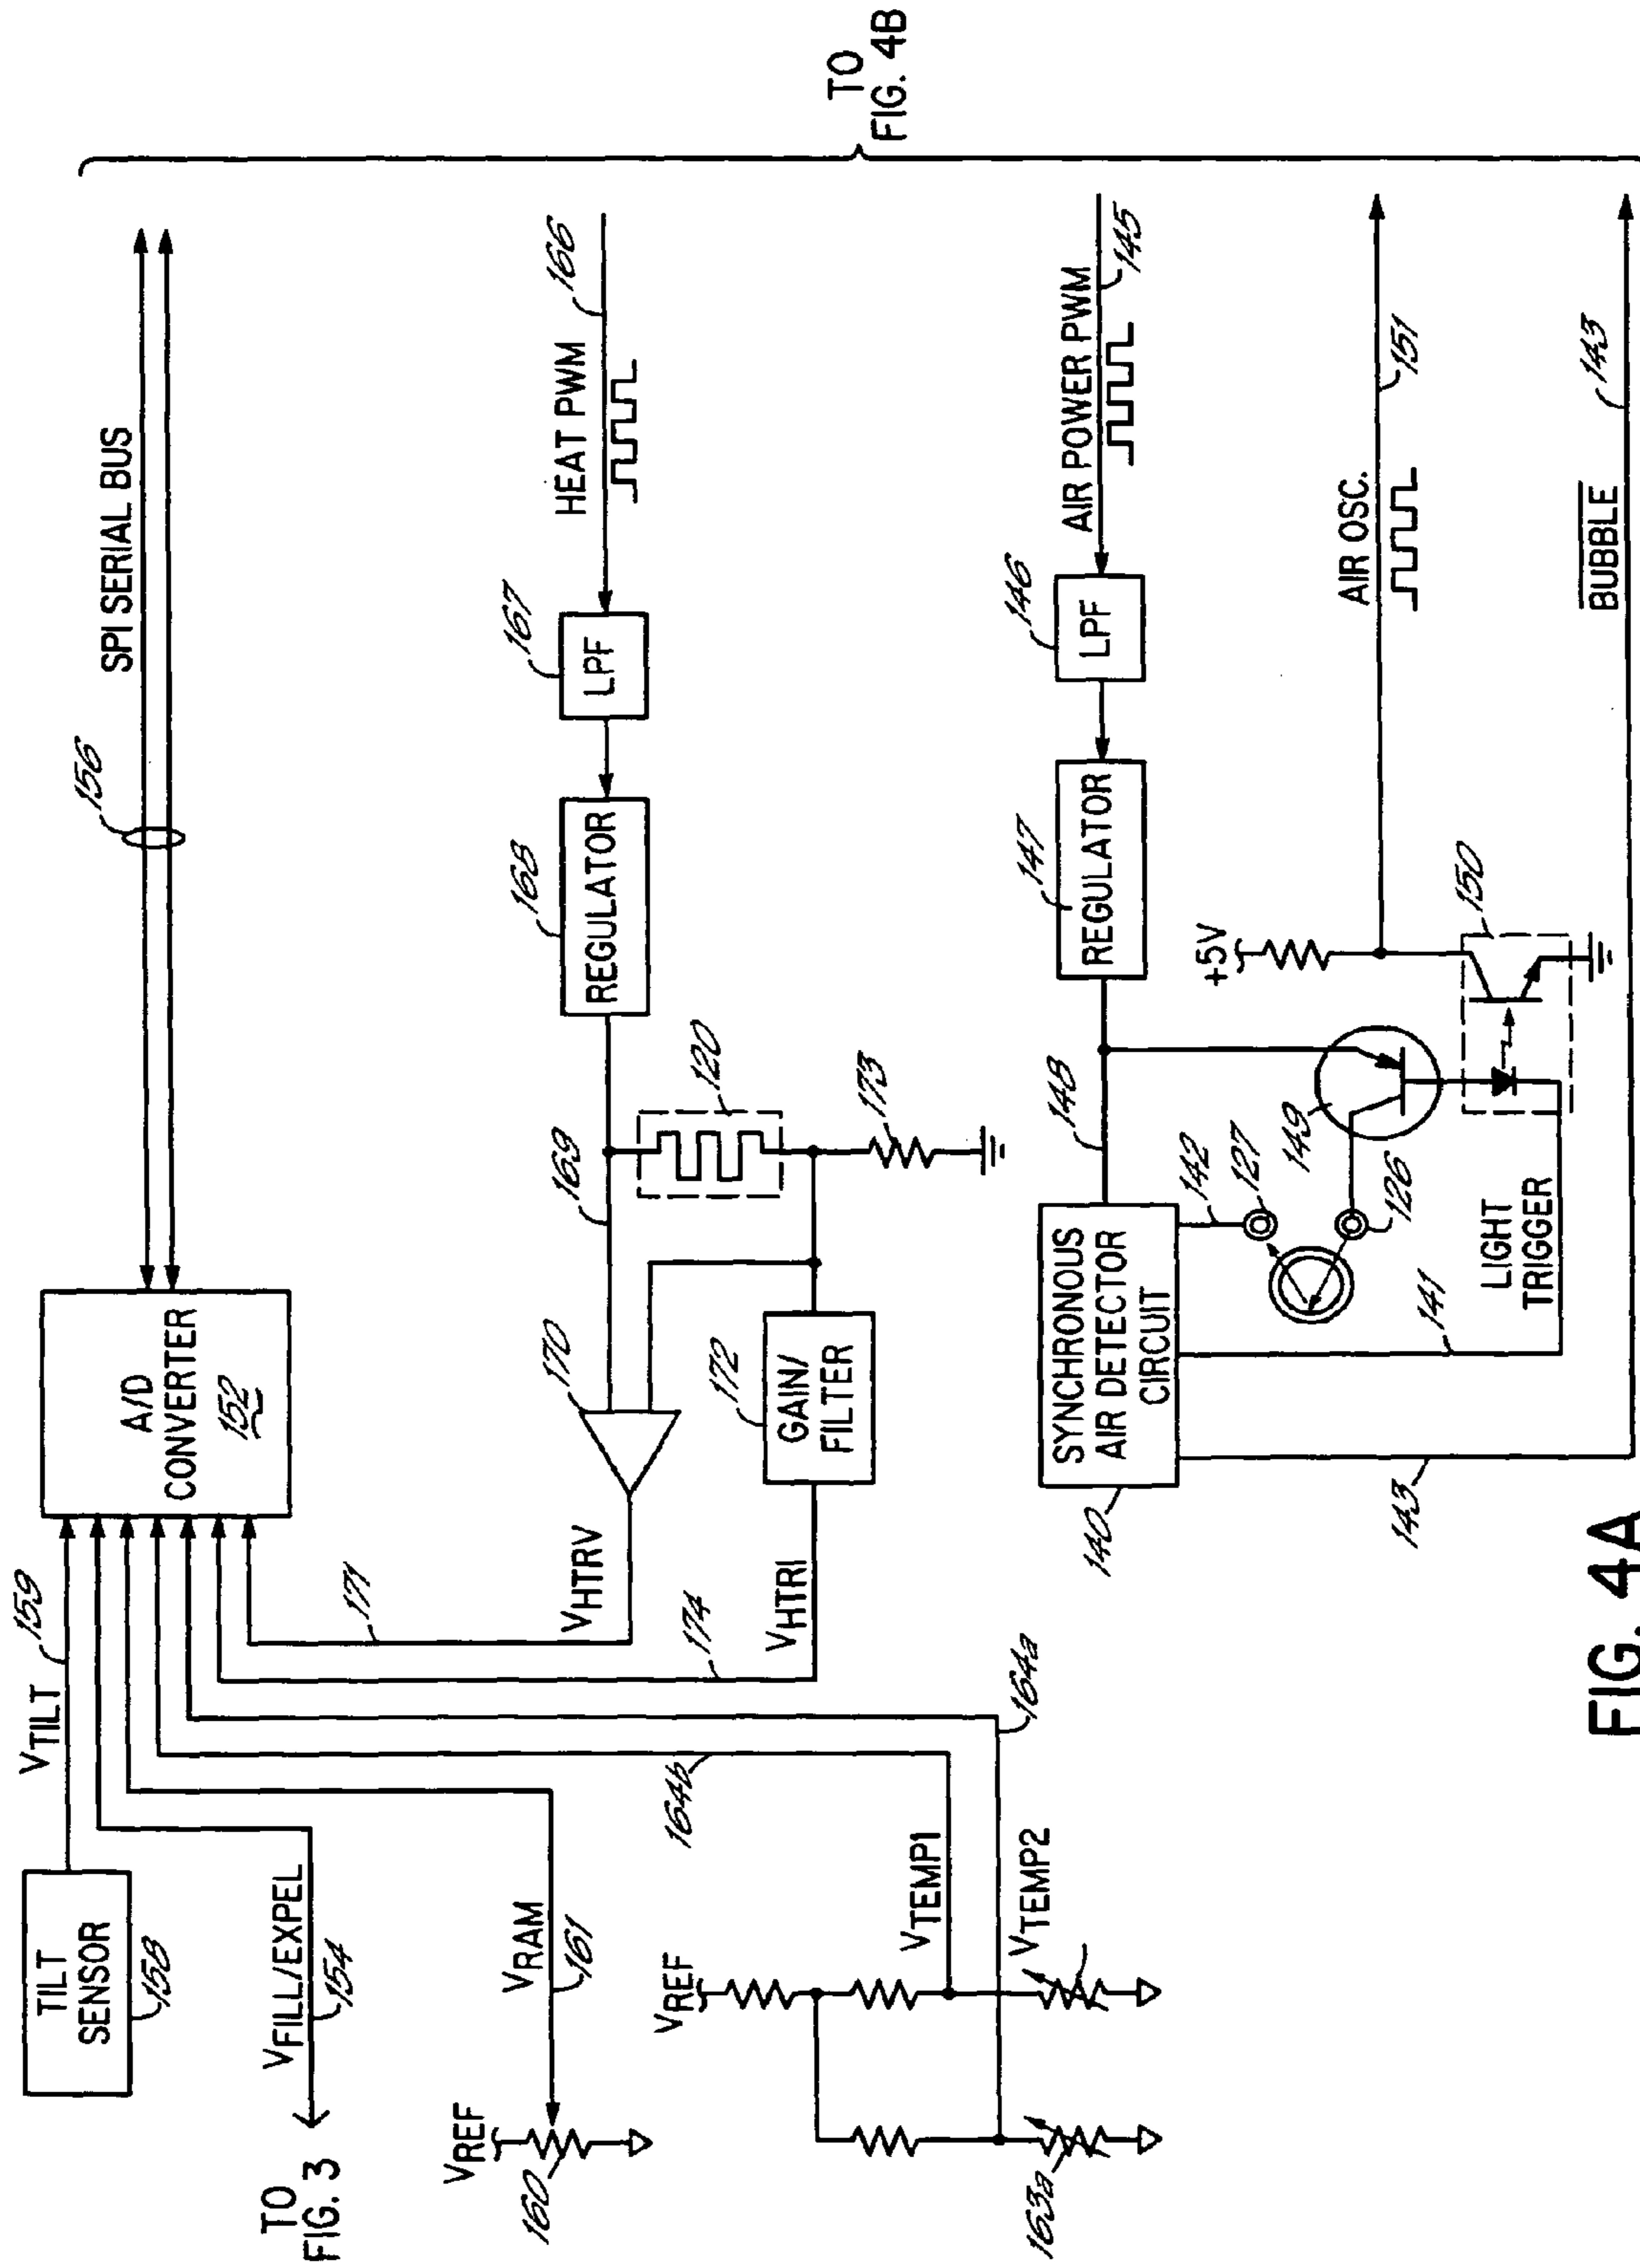 TILT
SENSOR
158
VTILT
159
A/D
CONVERTER
152
156
SPI SERIAL BUS
TO
FIG. 3
VFILL/EXPEL
154
VREF
160
VRAM
161
171
174
VHTRV
170
169
168
REGULATOR
167
LPF
HEAT PWM
166
120
173
VHTRI
172
GAIN/
FILTER
VREF
164b
164a
VTEMP1
VTEMP2
163a
TO
FIG. 4B
140
SYNCHRONOUS
AIR DETECTOR
CIRCUIT
148
147
REGULATOR
146
LPF
AIR POWER PWM
145
142
127
149
126
+5V
AIR OSC.
151
141
LIGHT
TRIGGER
150
143
BUBBLE
143
FIG. 4A